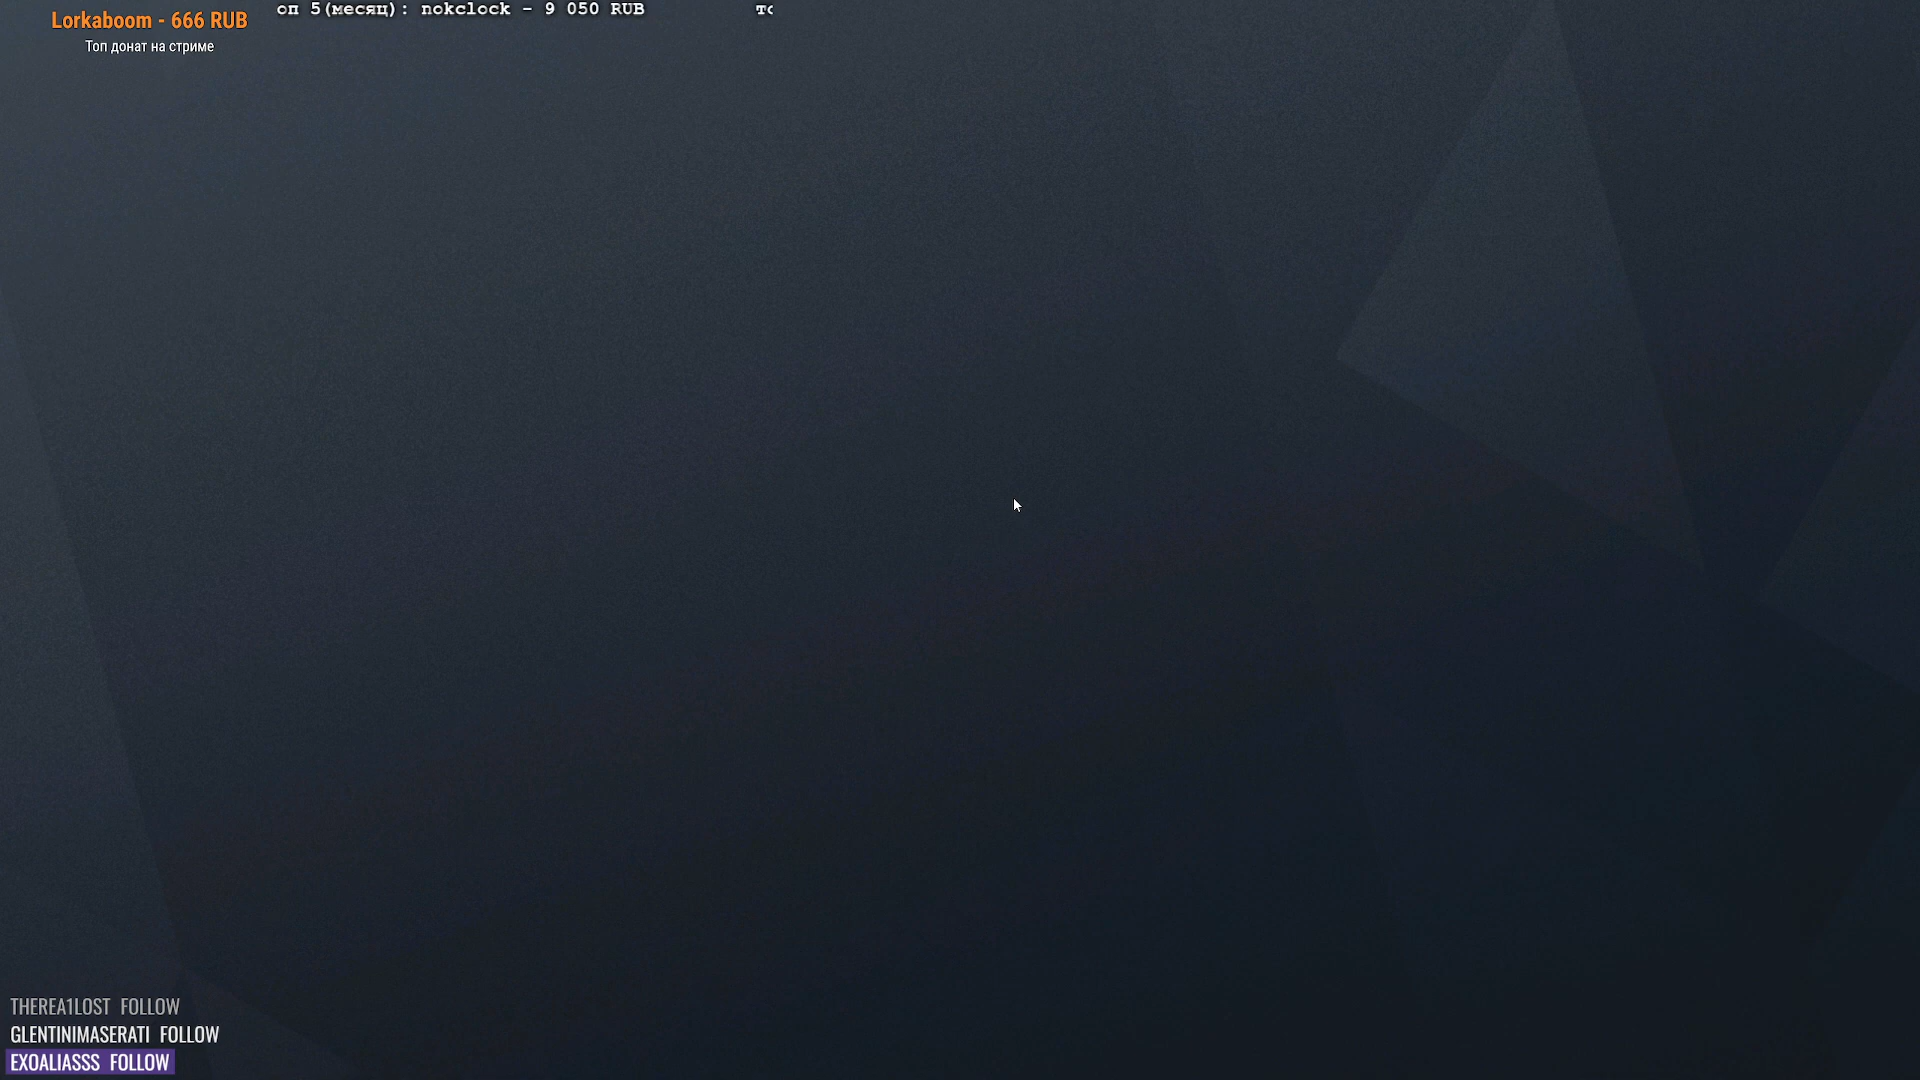 Lorkaboom - 666 RUB
Топ донат на стриме
оп 5(месяц): nokclock - 9 050 RUB
THEREA1LOST FOLLOW
GLENTINIMASERATI FOLLOW
EXOALIASSS FOLLOW